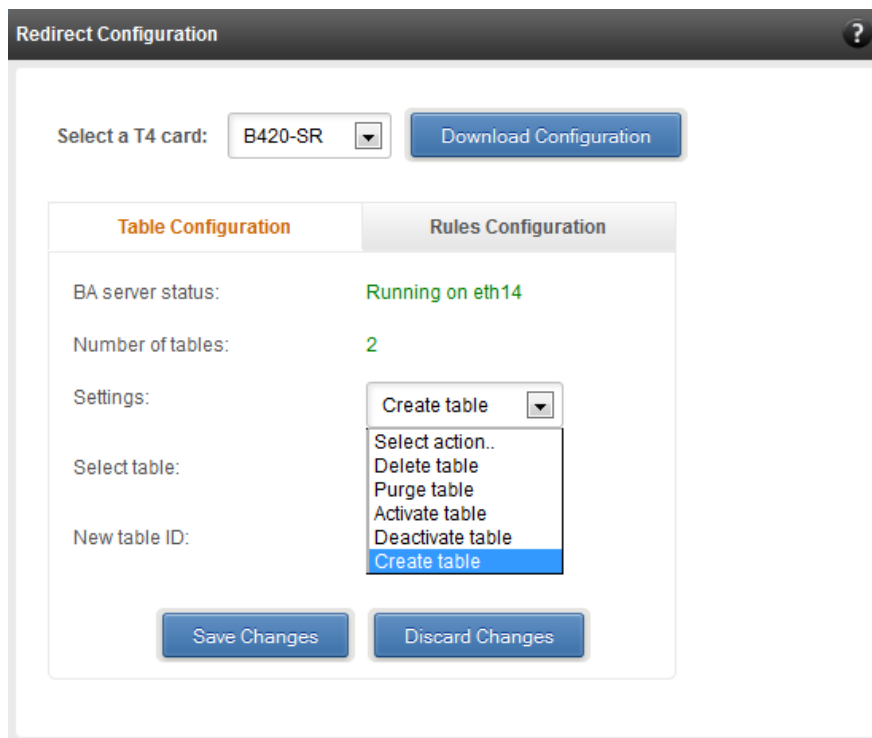 Redirect Configuration ?
Select a T4 card: B420-SR Download Configuration
Table Configuration Rules Configuration
BA server status: Running on eth14
Number of tables: 2
Settings: Create table
Select action..
Select table: Delete table
Purge table
Activate table
New table ID: Deactivate table
Create table
Save Changes Discard Changes